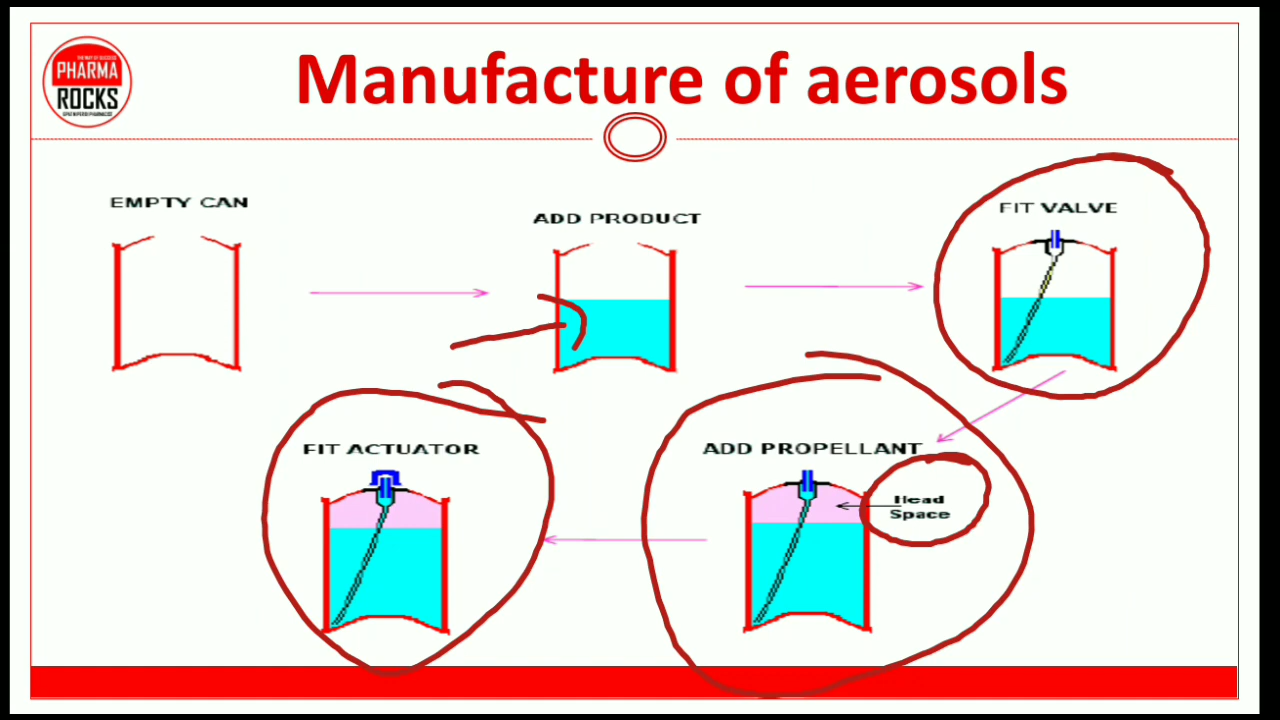 PHARMA
ROCKS
Manufacture of aerosols
EMPTY CAN
ADD PRODUCT
FIT VALVE
FIT ACTUATOR
ADD PROPELLANT
Head
Space